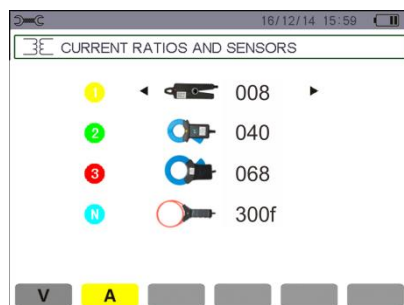 16/12/14 15:59
CURRENT RATIOS AND SENSORS
1 008
2 040
3 068
N 300f
V A